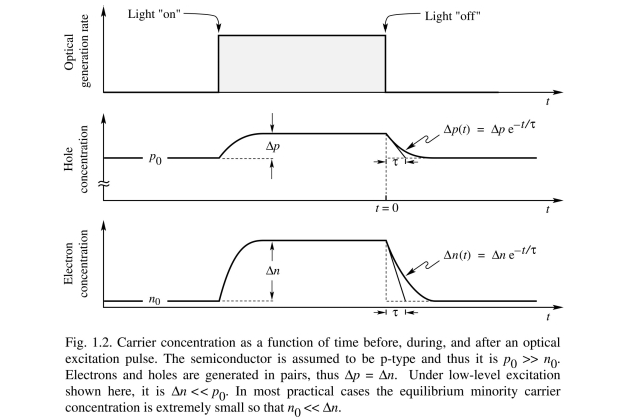 Light "on"
Light "off"
Optical
generation rate
t
Hole
concentration
p0
Δp
τ
Δp(t) = Δp e−t/τ
t = 0
t
Electron
concentration
n0
Δn
τ
Δn(t) = Δn e−t/τ
t
Fig. 1.2. Carrier concentration as a function of time before, during, and after an optical
excitation pulse. The semiconductor is assumed to be p-type and thus it is p0 >> n0.
Electrons and holes are generated in pairs, thus Δp = Δn. Under low-level excitation
shown here, it is Δn << p0. In most practical cases the equilibrium minority carrier
concentration is extremely small so that n0 << Δn.